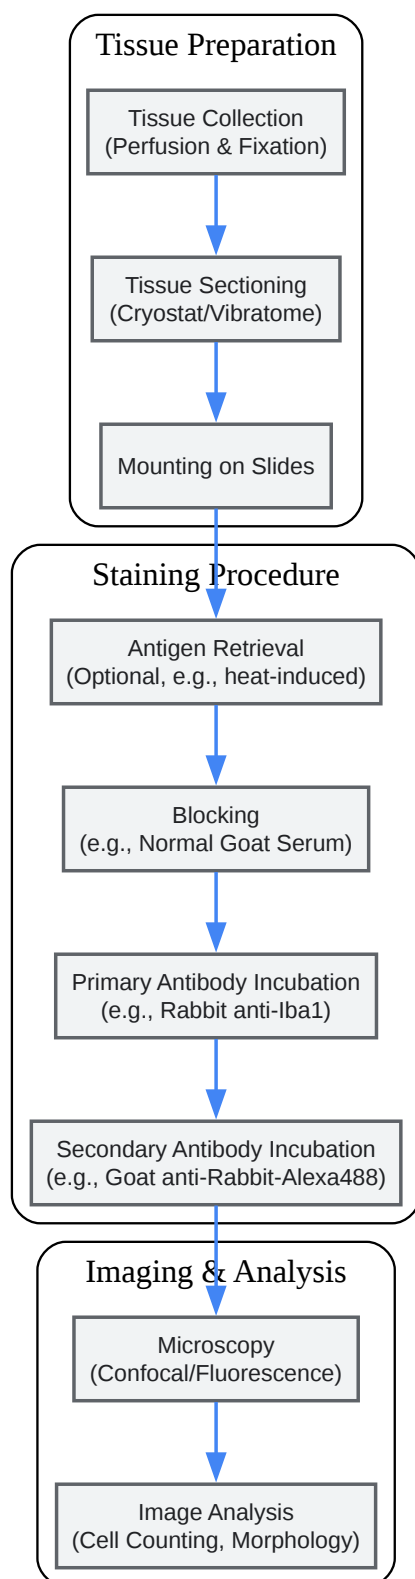 Tissue Preparation
Tissue Collection
(Perfusion & Fixation)
Tissue Sectioning
(Cryostat/Vibratome)
Mounting on Slides
Staining Procedure
Antigen Retrieval
(Optional, e.g., heat-induced)
Blocking
(e.g., Normal Goat Serum)
Primary Antibody Incubation
(e.g., Rabbit anti-Iba1)
Secondary Antibody Incubation
(e.g., Goat anti-Rabbit-Alexa488)
Imaging & Analysis
Microscopy
(Confocal/Fluorescence)
Image Analysis
(Cell Counting, Morphology)